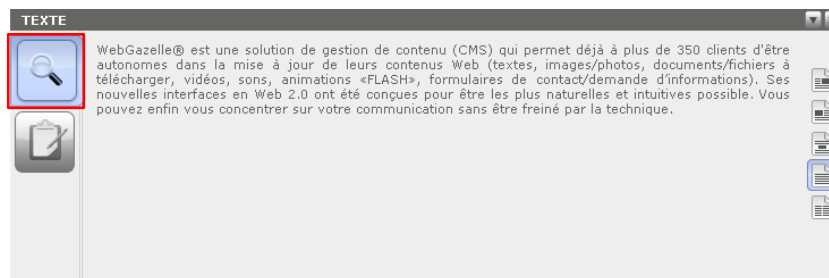 TEXTE
WebGazelle® est une solution de gestion de contenu (CMS) qui permet déjà à plus de 350 clients d'être
autonomes dans la mise à jour de leurs contenus Web (textes, images/photos, documents/fichiers à
télécharger, vidéos, sons, animations «FLASH», formulaires de contact/demande d'informations). Ses
nouvelles interfaces en Web 2.0 ont été conçues pour être les plus naturelles et intuitives possible. Vous
pouvez enfin vous concentrer sur votre communication sans être freiné par la technique.